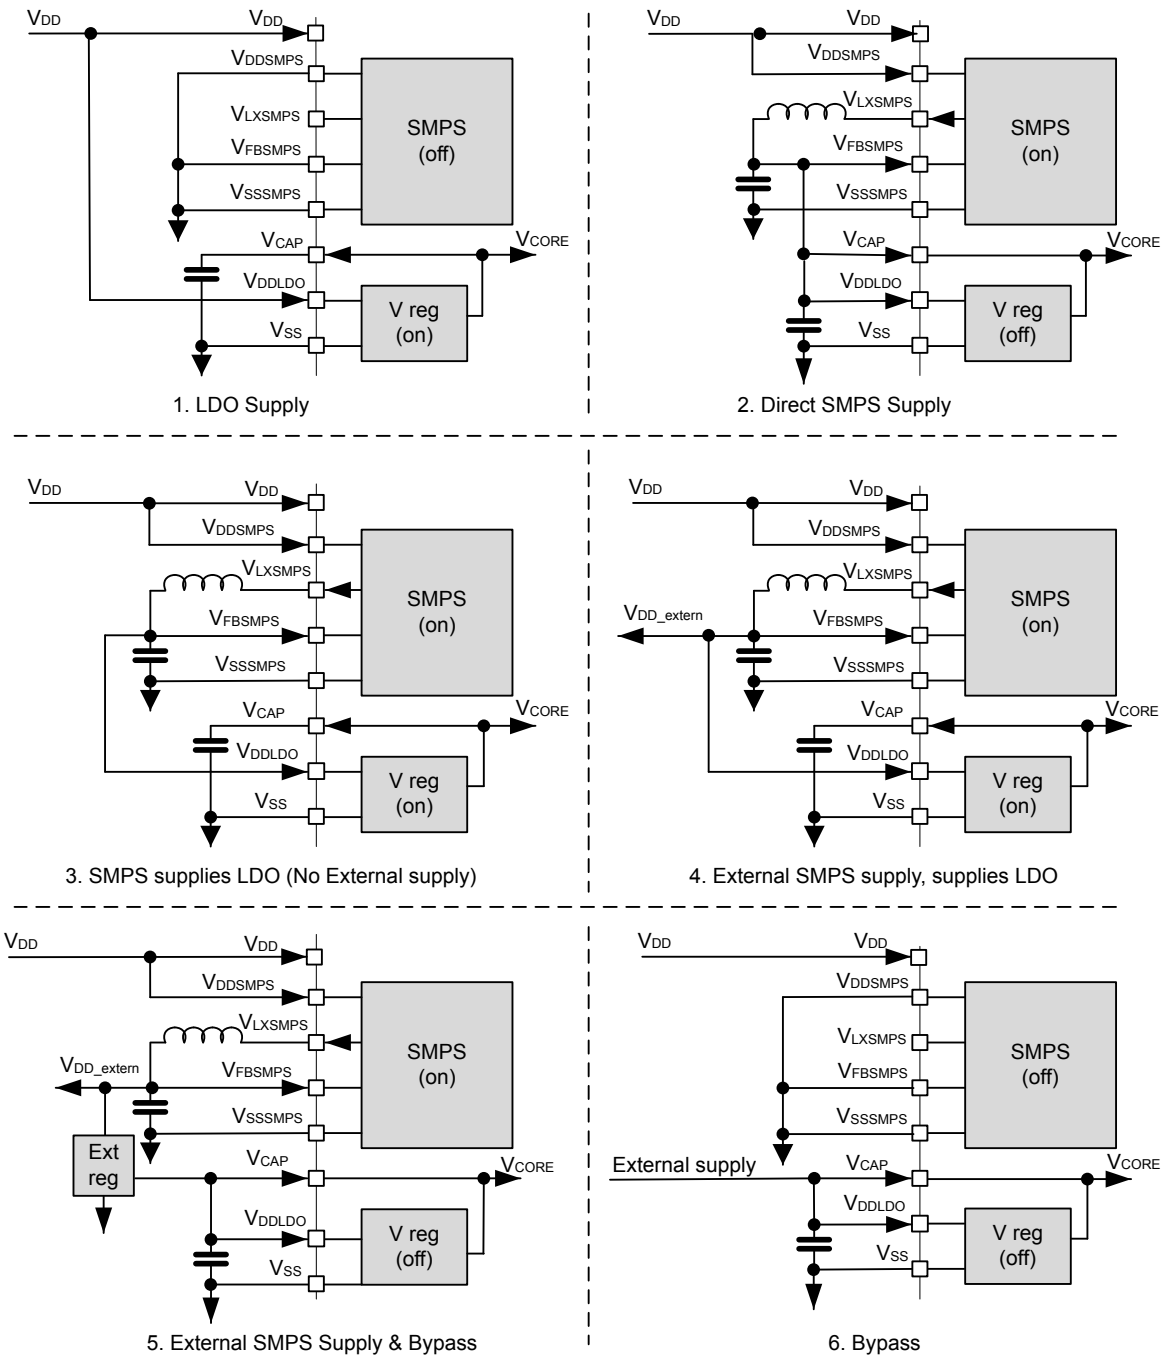 VDD
VDD
VDDSMPS
VLXSMPS
VFBSMPS
VSSSMPS
SMPS
(off)
VCAP
VCORE
VDDLDO
VSS
V reg
(on)
1. LDO Supply
VDD
VDD
VDDSMPS
VLXSMPS
VFBSMPS
VSSSMPS
SMPS
(on)
VCAP
VCORE
VDDLDO
VSS
V reg
(off)
2. Direct SMPS Supply
VDD
VDD
VDDSMPS
VLXSMPS
VFBSMPS
VSSSMPS
SMPS
(on)
VCAP
VCORE
VDDLDO
VSS
V reg
(on)
3. SMPS supplies LDO (No External supply)
VDD
VDD
VDDSMPS
VLXSMPS
VDD_extern
VFBSMPS
VSSSMPS
SMPS
(on)
VCAP
VCORE
VDDLDO
VSS
V reg
(on)
4. External SMPS supply, supplies LDO
VDD
VDD
VDDSMPS
VLXSMPS
VDD_extern
VFBSMPS
VSSSMPS
SMPS
(on)
Ext
reg
VCAP
VCORE
VDDLDO
VSS
V reg
(off)
5. External SMPS Supply & Bypass
VDD
VDD
VDDSMPS
VLXSMPS
VFBSMPS
VSSSMPS
SMPS
(off)
External supply
VCAP
VCORE
VDDLDO
VSS
V reg
(off)
6. Bypass